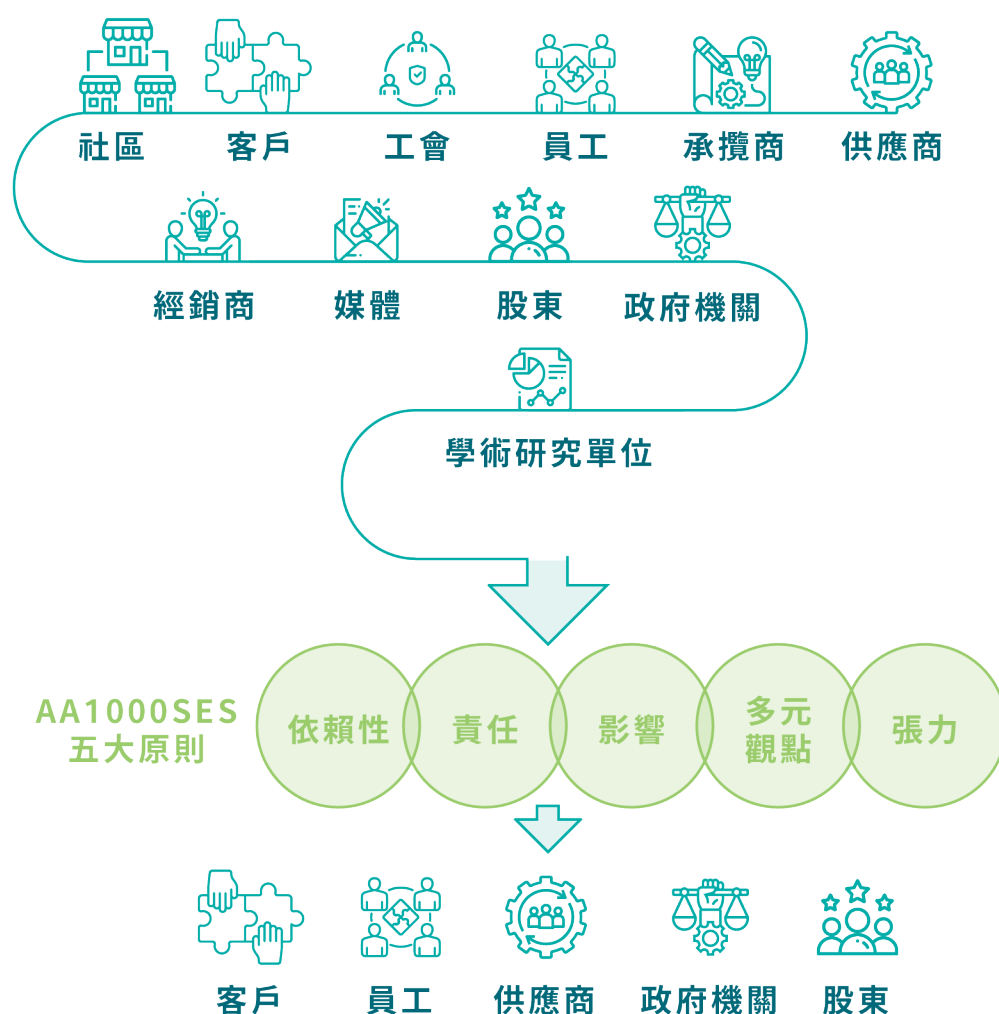 社區 客戶 工會 員工 承攬商 供應商
經銷商 媒體 股東 政府機關
學術研究單位
AA1000SES
五大原則
依賴性 責任 影響 多元
觀點 張力
客戶 員工 供應商 政府機關 股東